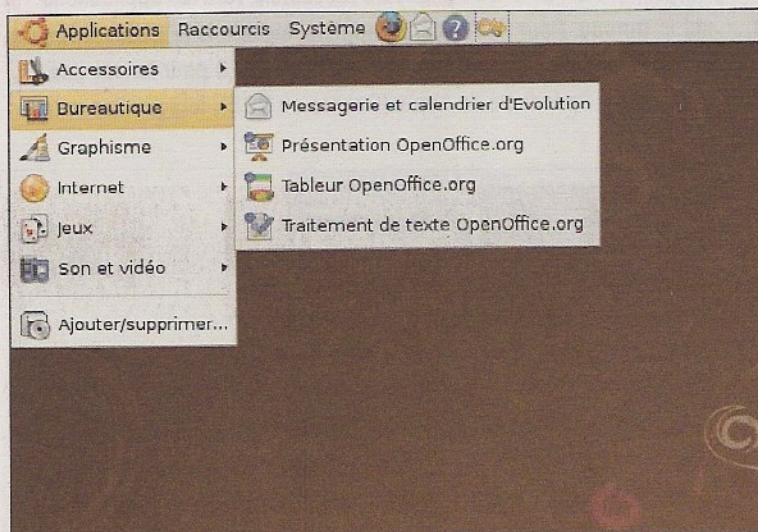 Applications Raccourcis Système
Accessoires
Bureautique
Messagerie et calendrier d'Evolution
Graphisme
Présentation OpenOffice.org
Internet
Tableur OpenOffice.org
Jeux
Traitement de texte OpenOffice.org
Son et vidéo
Ajouter/supprimer...